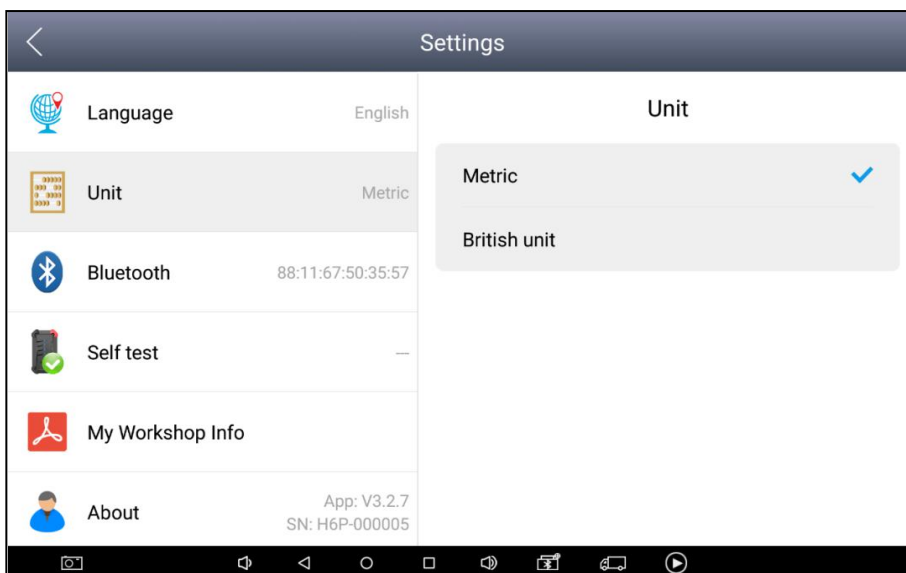 Settings
Language
English
Unit
Metric
Bluetooth
88:11:67:50:35:57
Self test
---
My Workshop Info
About
App: V3.2.7
SN: H6P-000005
Unit
Metric
British unit